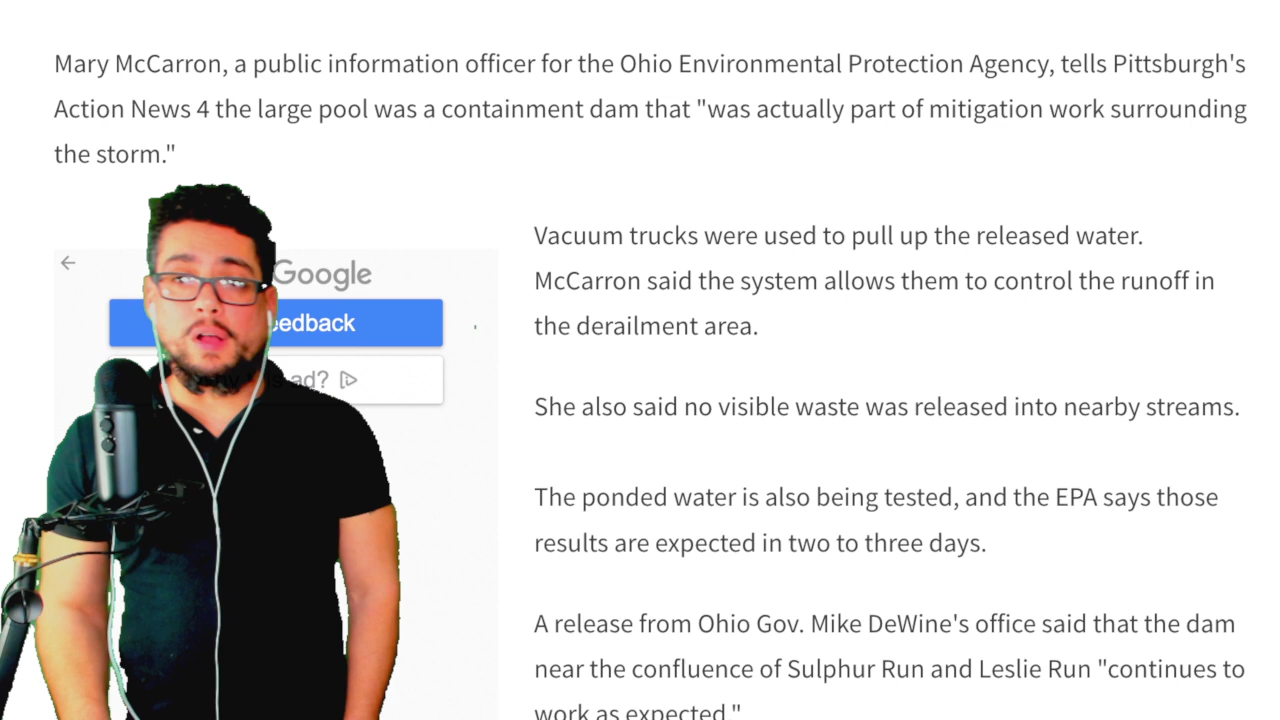 Mary McCarron, a public information officer for the Ohio Environmental Protection Agency, tells Pittsburgh's
Action News 4 the large pool was a containment dam that "was actually part of mitigation work surrounding
the storm."
Google
eedback
ad?
Vacuum trucks were used to pull up the released water.
McCarron said the system allows them to control the runoff in
the derailment area.
She also said no visible waste was released into nearby streams.
The ponded water is also being tested, and the EPA says those
results are expected in two to three days.
A release from Ohio Gov. Mike DeWine's office said that the dam
near the confluence of Sulphur Run and Leslie Run "continues to
work as expected."